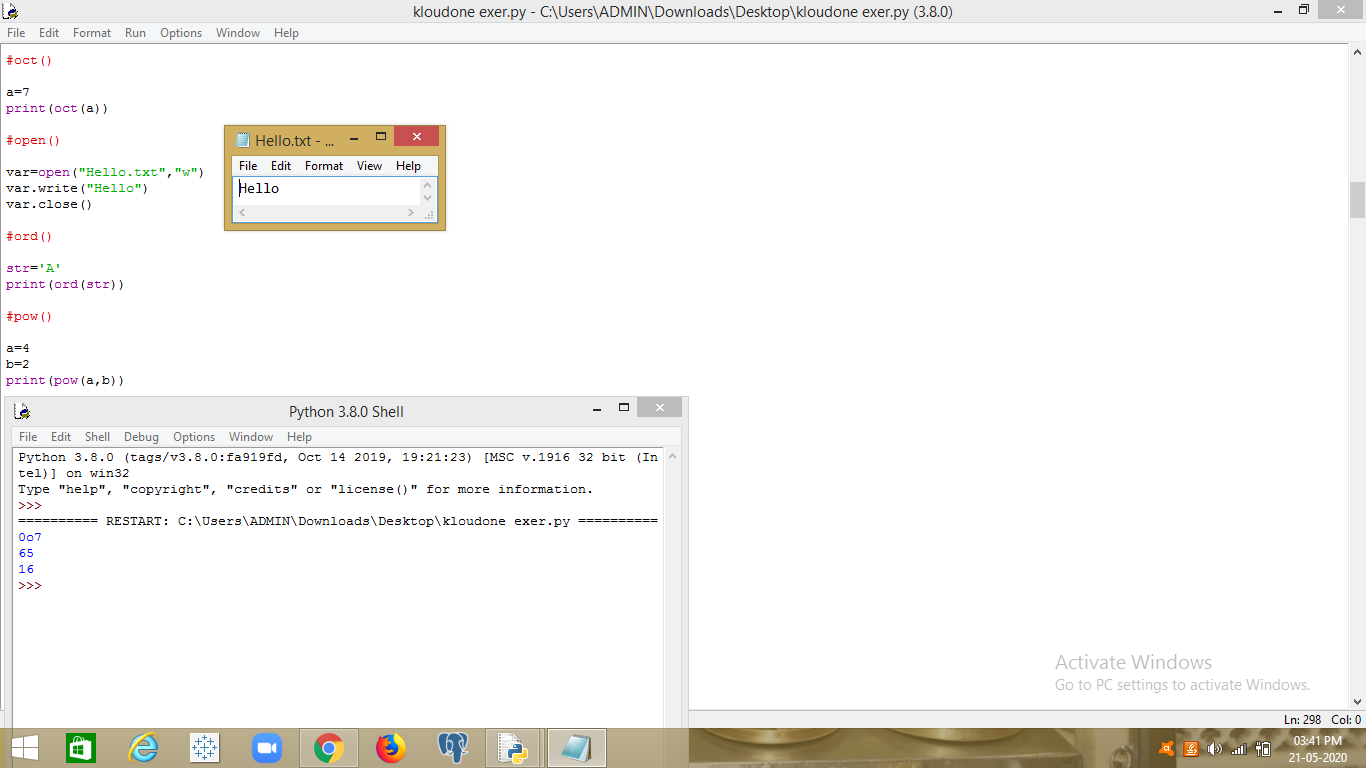 kloudone exer.py - C:\Users\ADMIN\Downloads\Desktop\kloudone exer.py (3.8.0)
File Edit Format Run Options Window Help
#oct()
a=7
print(oct(a))
#open()
var=open("Hello.txt","w")
var.write("Hello")
var.close()
#ord()
str='A'
print(ord(str))
#pow()
a=4
b=2
print(pow(a,b))
Hello.txt - ...
File Edit Format View Help
Hello
Python 3.8.0 Shell
File Edit Shell Debug Options Window Help
Python 3.8.0 (tags/v3.8.0:fa919fd, Oct 14 2019, 19:21:23) [MSC v.1916 32 bit (In
tel)] on win32
Type "help", "copyright", "credits" or "license()" for more information.
>>>
========== RESTART: C:\Users\ADMIN\Downloads\Desktop\kloudone exer.py ==========
0o7
65
16
>>>
Activate Windows
Go to PC settings to activate Windows.
Ln: 298 Col: 0
03:41 PM
21-05-2020